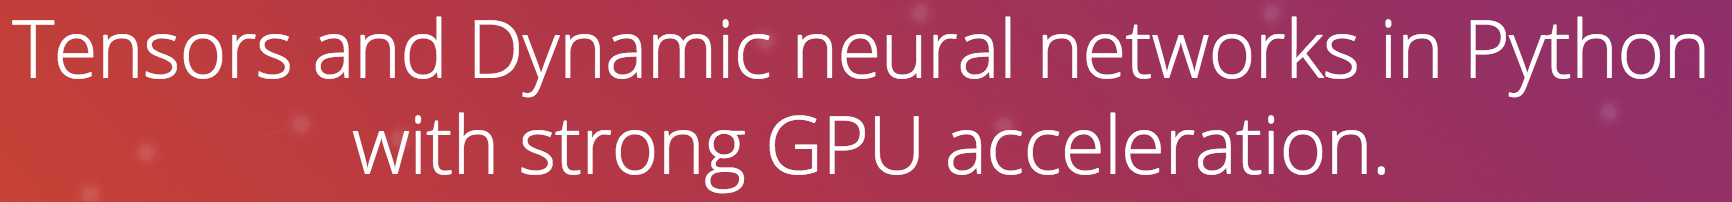 Tensors and Dynamic neural networks in Python
with strong GPU acceleration.